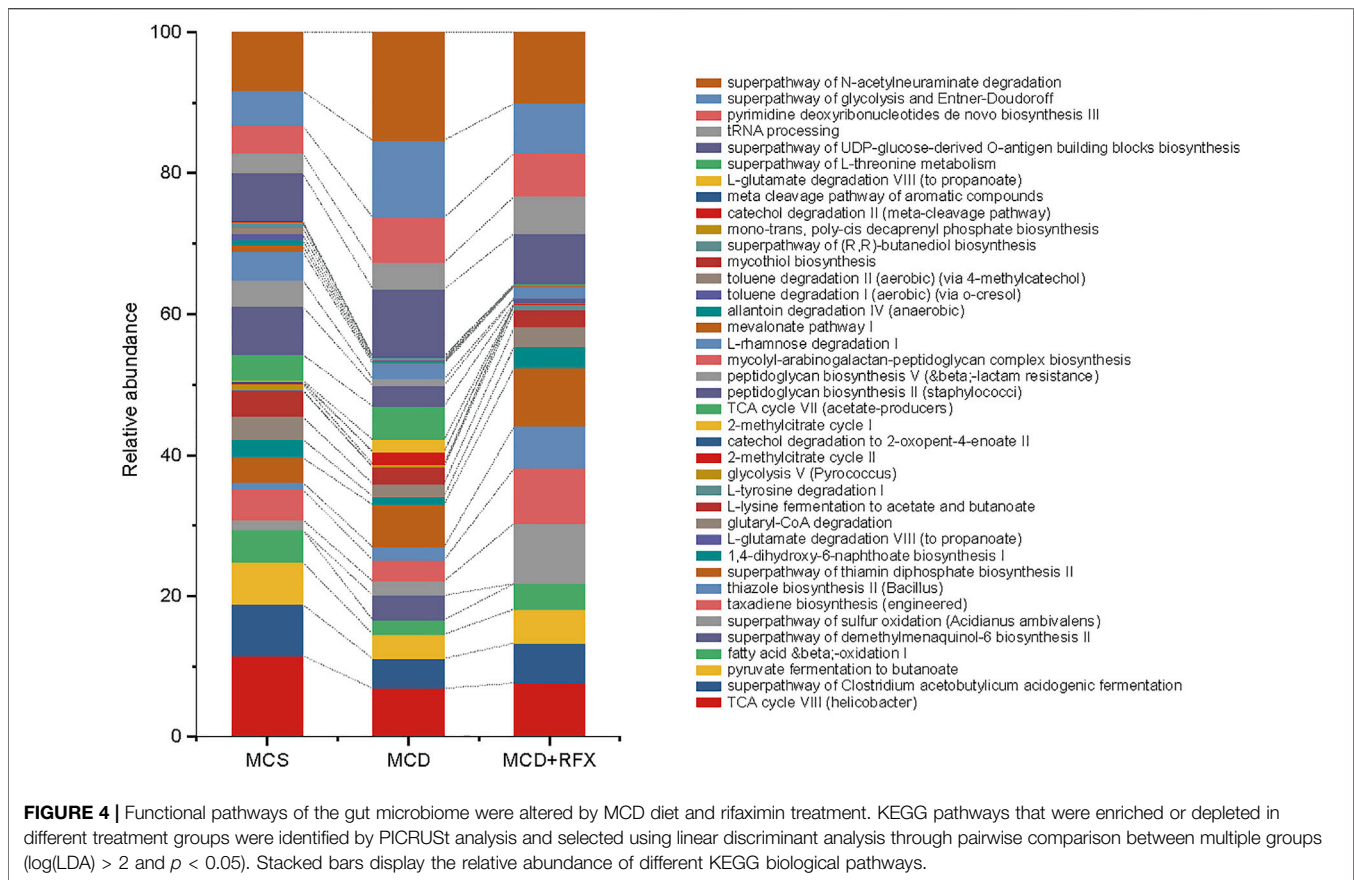 100
80
60
40
20
0
Relative abundance
MCS
MCD
MCD+RFX
superpathway of N-acetylneuraminate degradation
superpathway of glycolysis and Entner-Doudoroff
pyrimidine deoxyribonucleotides de novo biosynthesis III
tRNA processing
superpathway of UDP-glucose-derived O-antigen building blocks biosynthesis
superpathway of L-threonine metabolism
L-glutamate degradation VIII (to propanoate)
meta cleavage pathway of aromatic compounds
catechol degradation II (meta-cleavage pathway)
mono-trans, poly-cis decaprenyl phosphate biosynthesis
superpathway of (R,R)-butanediol biosynthesis
mycothiol biosynthesis
toluene degradation II (aerobic) (via 4-methylcatechol)
toluene degradation I (aerobic) (via o-cresol)
allantoin degradation IV (anaerobic)
mevalonate pathway I
L-rhamnose degradation I
mycolyl-arabinogalactan-peptidoglycan complex biosynthesis
peptidoglycan biosynthesis V (&beta;-lactam resistance)
peptidoglycan biosynthesis II (staphylococci)
TCA cycle VII (acetate-producers)
2-methylcitrate cycle I
catechol degradation to 2-oxopent-4-enoate II
2-methylcitrate cycle II
glycolysis V (Pyrococcus)
L-tyrosine degradation I
L-lysine fermentation to acetate and butanoate
glutaryl-CoA degradation
L-glutamate degradation VIII (to propanoate)
1,4-dihydroxy-6-naphthoate biosynthesis I
superpathway of thiamin diphosphate biosynthesis II
thiazole biosynthesis II (Bacillus)
taxadiene biosynthesis (engineered)
superpathway of sulfur oxidation (Acidianus ambivalens)
superpathway of demethylmenaquinol-6 biosynthesis II
fatty acid &beta;-oxidation I
pyruvate fermentation to butanoate
superpathway of Clostridium acetobutylicum acidogenic fermentation
TCA cycle VIII (helicobacter)
FIGURE 4 | Functional pathways of the gut microbiome were altered by MCD diet and rifaximin treatment. KEGG pathways that were enriched or depleted in
different treatment groups were identified by PICRUSt analysis and selected using linear discriminant analysis through pairwise comparison between multiple groups
(log(LDA) > 2 and p < 0.05). Stacked bars display the relative abundance of different KEGG biological pathways.